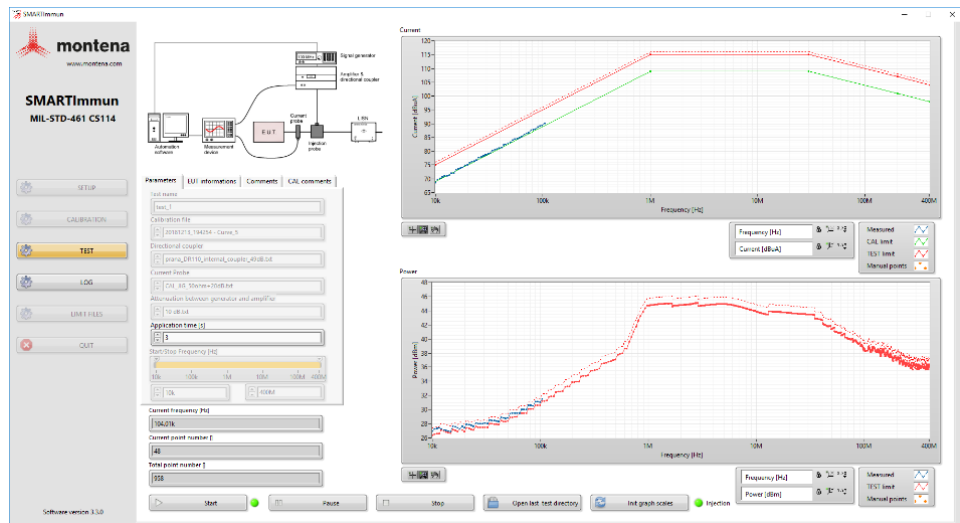 SMARTImmun
montena
www.montena.com
SMARTImmun
MIL-STD-461 CS114
SETUP
CALIBRATION
TEST
LOG
LIMIT FILES
QUIT
Software version 3.5.0
Signal generator
Amplifier &
directional coupler
Current
probe
LISN
EUT
Automation
software
Measurement
device
Injection
probe
Parameters
EUT informations
Comments
CAL comments
Test name
test_1
Calibration file
20181213_194254 - Curve_5
Directional coupler
prana_DR110_internal_coupler_40dB.txt
Current Probe
Attenuation between generator and amplifier
10 dB.txt
Application time [s]
3
Start/Stop Frequency [Hz]
10k 100k 1M 10M 100M 400M
10k 400M
Current frequency [Hz]
104.01k
Current point number []
48
Total point number []
958
Start
Pause
Stop
Open last test directory
Init graph scales
Injection
Current
120
115
110
105
100
95
90
85
80
75
70
65
Current [dBuA]
10k 100k 1M 10M 100M 400M
Frequency [Hz]
Frequency [Hz]
Current [dBuA]
Measured
CAL limit
TEST limit
Manual points
Power
48
46
44
42
40
38
36
34
32
30
28
26
Power [dBm]
10k 100k 1M 10M 100M 400M
Frequency [Hz]
Frequency [Hz]
Power [dBm]
Measured
TEST limit
Manual points